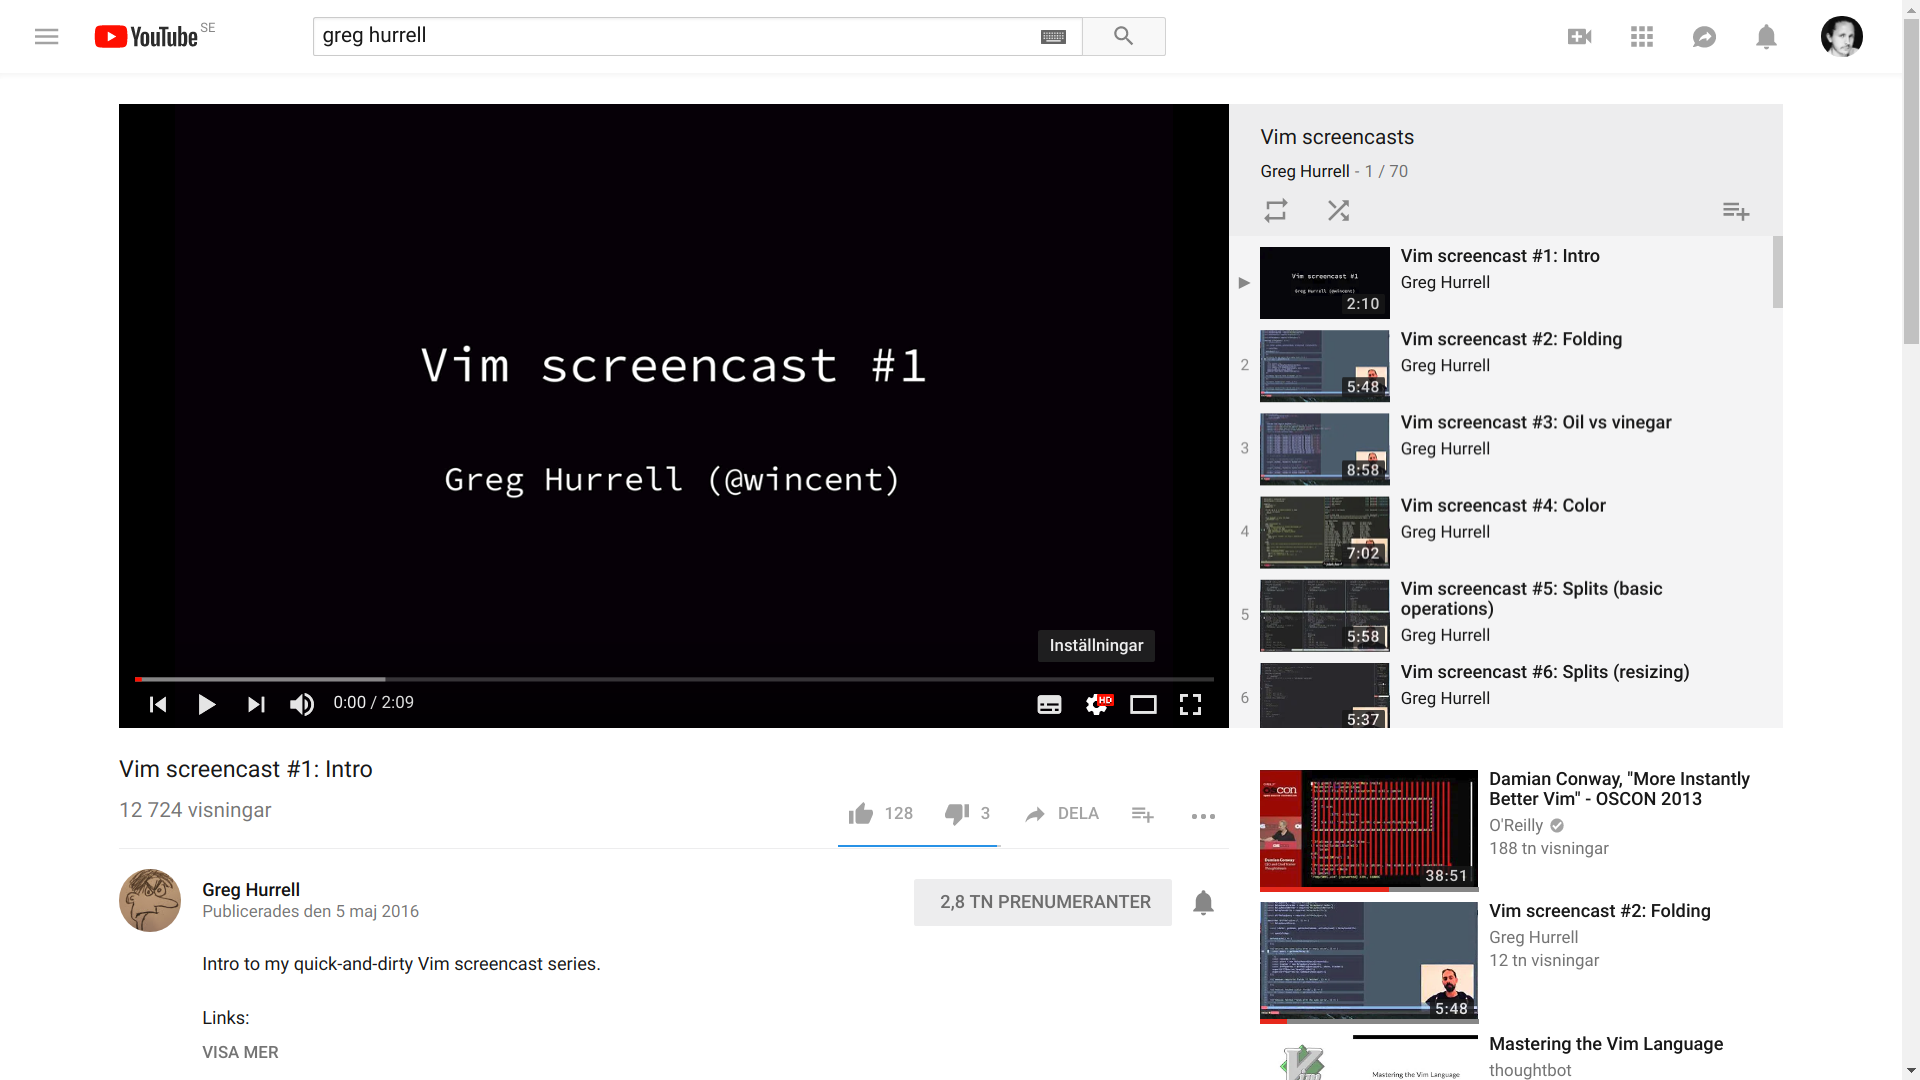 YouTube SE
greg hurrell
Vim screencast #1
Greg Hurrell (@wincent)
Inställningar
0:00 / 2:09
HD
Vim screencasts
Greg Hurrell - 1 / 70
Vim screencast #1
Greg Hurrell (@wincent)
2:10
Vim screencast #1: Intro
Greg Hurrell
2
5:48
Vim screencast #2: Folding
Greg Hurrell
3
8:58
Vim screencast #3: Oil vs vinegar
Greg Hurrell
4
7:02
Vim screencast #4: Color
Greg Hurrell
5
5:58
Vim screencast #5: Splits (basic
operations)
Greg Hurrell
6
5:37
Vim screencast #6: Splits (resizing)
Greg Hurrell
Vim screencast #1: Intro
12 724 visningar
128
3
DELA
Greg Hurrell
Publicerades den 5 maj 2016
2,8 TN PRENUMERANTER
Intro to my quick-and-dirty Vim screencast series.
Links:
VISA MER
Damian Conway
38:51
Damian Conway, "More Instantly
Better Vim" - OSCON 2013
O'Reilly
188 tn visningar
5:48
Vim screencast #2: Folding
Greg Hurrell
12 tn visningar
Mastering the Vim Language
Mastering the Vim Language
thoughtbot